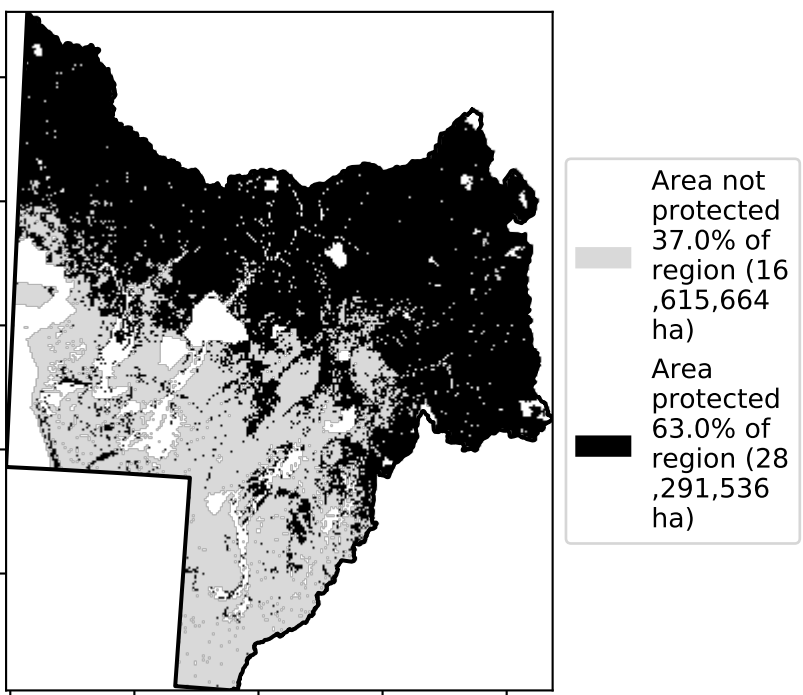 Area not
protected
37.0% of
region (16
,615,664
ha)
Area
protected
63.0% of
region (28
,291,536
ha)